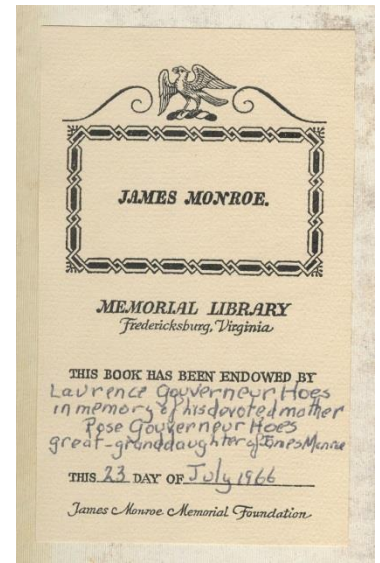 JAMES MONROE.
MEMORIAL LIBRARY
Fredericksburg, Virginia
THIS BOOK HAS BEEN ENDOWED BY
Laurence Gouverneur Hoes
in memory of his devoted mother
Rose Gouverneur Hoes
great-granddaughter of James Monroe
THIS 23 DAY OF July 1966
James Monroe Memorial Foundation